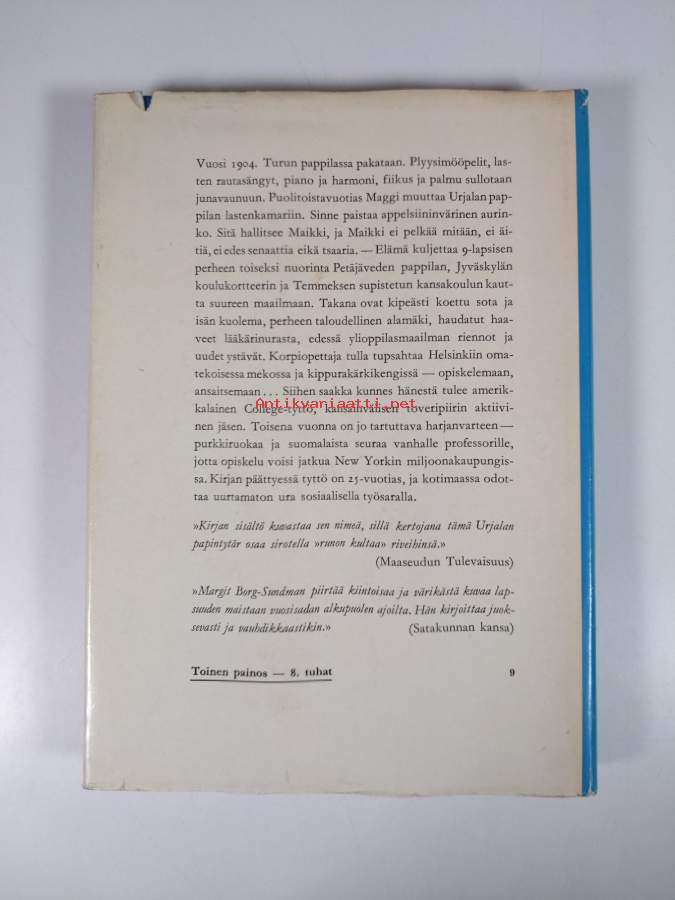 Vuosi 1904. Turun pappilassa pakataan. Plyysimööpelit, las-
ten rautasängyt, piano ja harmoni, fiikus ja palmu sullotaan
junavaunuun. Puolitoistavuotias Maggi muuttaa Urjalan pap-
pilan lastenkamariin. Sinne paistaa appelsiininvärinen aurin-
ko. Sitä hallitsee Maikki, ja Maikki ei pelkää mitään, ei äi-
tiä, ei edes senaattia eikä tsaaria. — Elämä kuljettaa 9-lapsisen
perheen toiseksi nuorinta Petäjäveden pappilan, Jyväskylän
koulukortteerin ja Temmeksen supistetun kansakoulun kaut-
ta suureen maailmaan. Takana ovat kipeästi koettu sota ja
isän kuolema, perheen taloudellinen alamäki, haudatut haa-
veet lääkärinurasta, edessä ylioppilasmaailman riennot ja
uudet ystävät. Korpiopettaja tulla tupsahtaa Helsinkiin oma-
tekoisessa mekossa ja kippurakärkikengissä — opiskelemaan,
ansaitsemaan... Siihen saakka kunnes hänestä tulee amerik-
Antikvariaatti.net
kalainen College-tyttö, kansainvälisen toveripiirin aktiivi-
nen jäsen. Toisena vuonna on jo tartuttava harjanvarteen —
purkkiruokaa ja suomalaista seuraa vanhalle professorille,
jotta opiskelu voisi jatkua New Yorkin miljoonakaupungis-
sa. Kirjan päättyessä tyttö on 25-vuotias, ja kotimaassa odot-
taa uurtamaton ura sosiaalisella työsaralla.
»Kirjan sisältö kuvastaa sen nimeä, sillä kertojana tämä Urjalan
papintytär osaa sirotella »runon kultaa» riveihinsä.»
(Maaseudun Tulevaisuus)
»Margit Borg-Sundman piirtää kiintoisaa ja värikästä kuvaa lap-
suuden maistaan vuosisadan alkupuolen ajoilta. Hän kirjoittaa juok-
sevasti ja vauhdikkaastikin.» (Satakunnan kansa)
Toinen painos — 8. tuhat 9